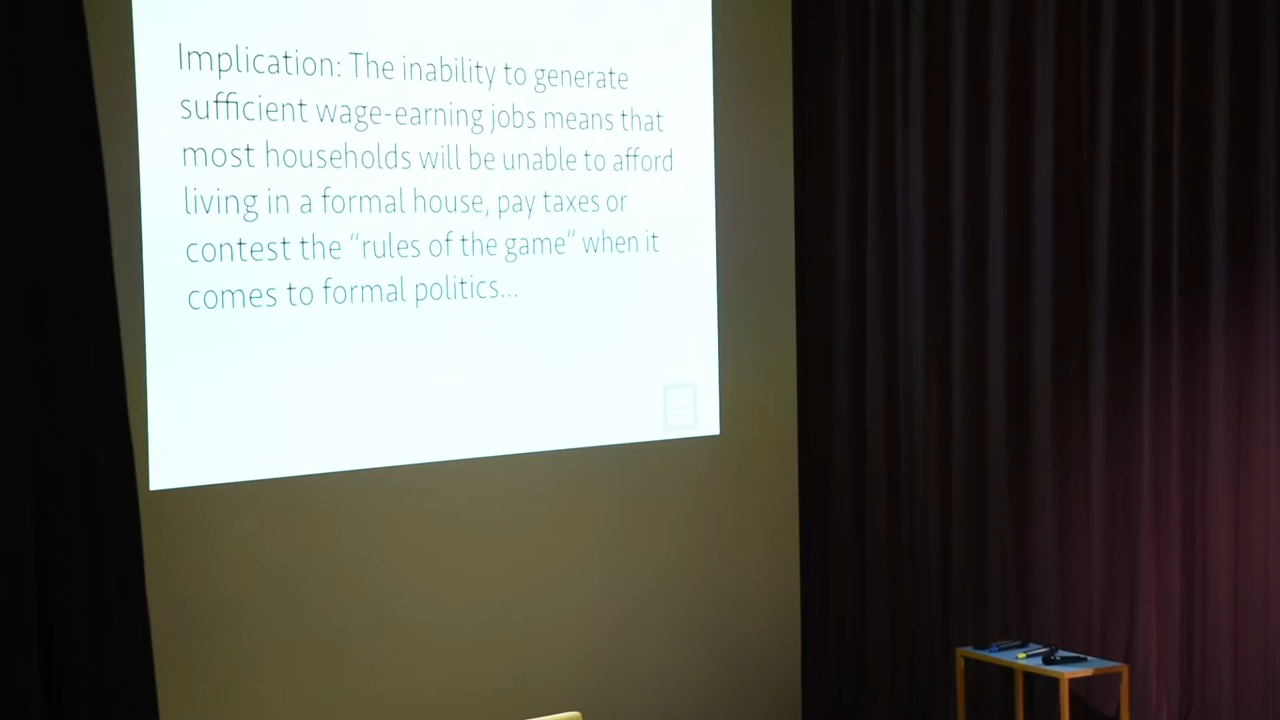 Implication: The inability to generate
sufficient wage-earning jobs means that
most households will be unable to afford
living in a formal house, pay taxes or
contest the “rules of the game” when it
comes to formal politics...